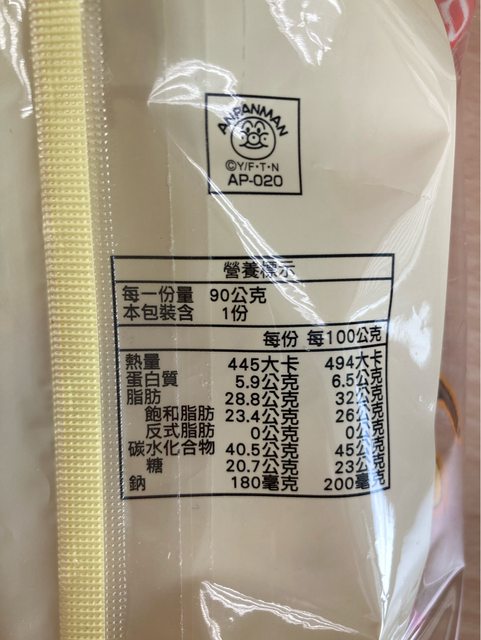 ANPANMAN
©Y/F・T・N
AP-020
營養標示
每一份量 90公克
本包裝含 1份
每份 每100公克
熱量 445大卡 494大卡
蛋白質 5.9公克 6.5公克
脂肪 28.8公克 32公克
飽和脂肪 23.4公克 26公克
反式脂肪 0公克 0公克
碳水化合物 40.5公克 45公克
糖 20.7公克 23公克
鈉 180毫克 200毫克